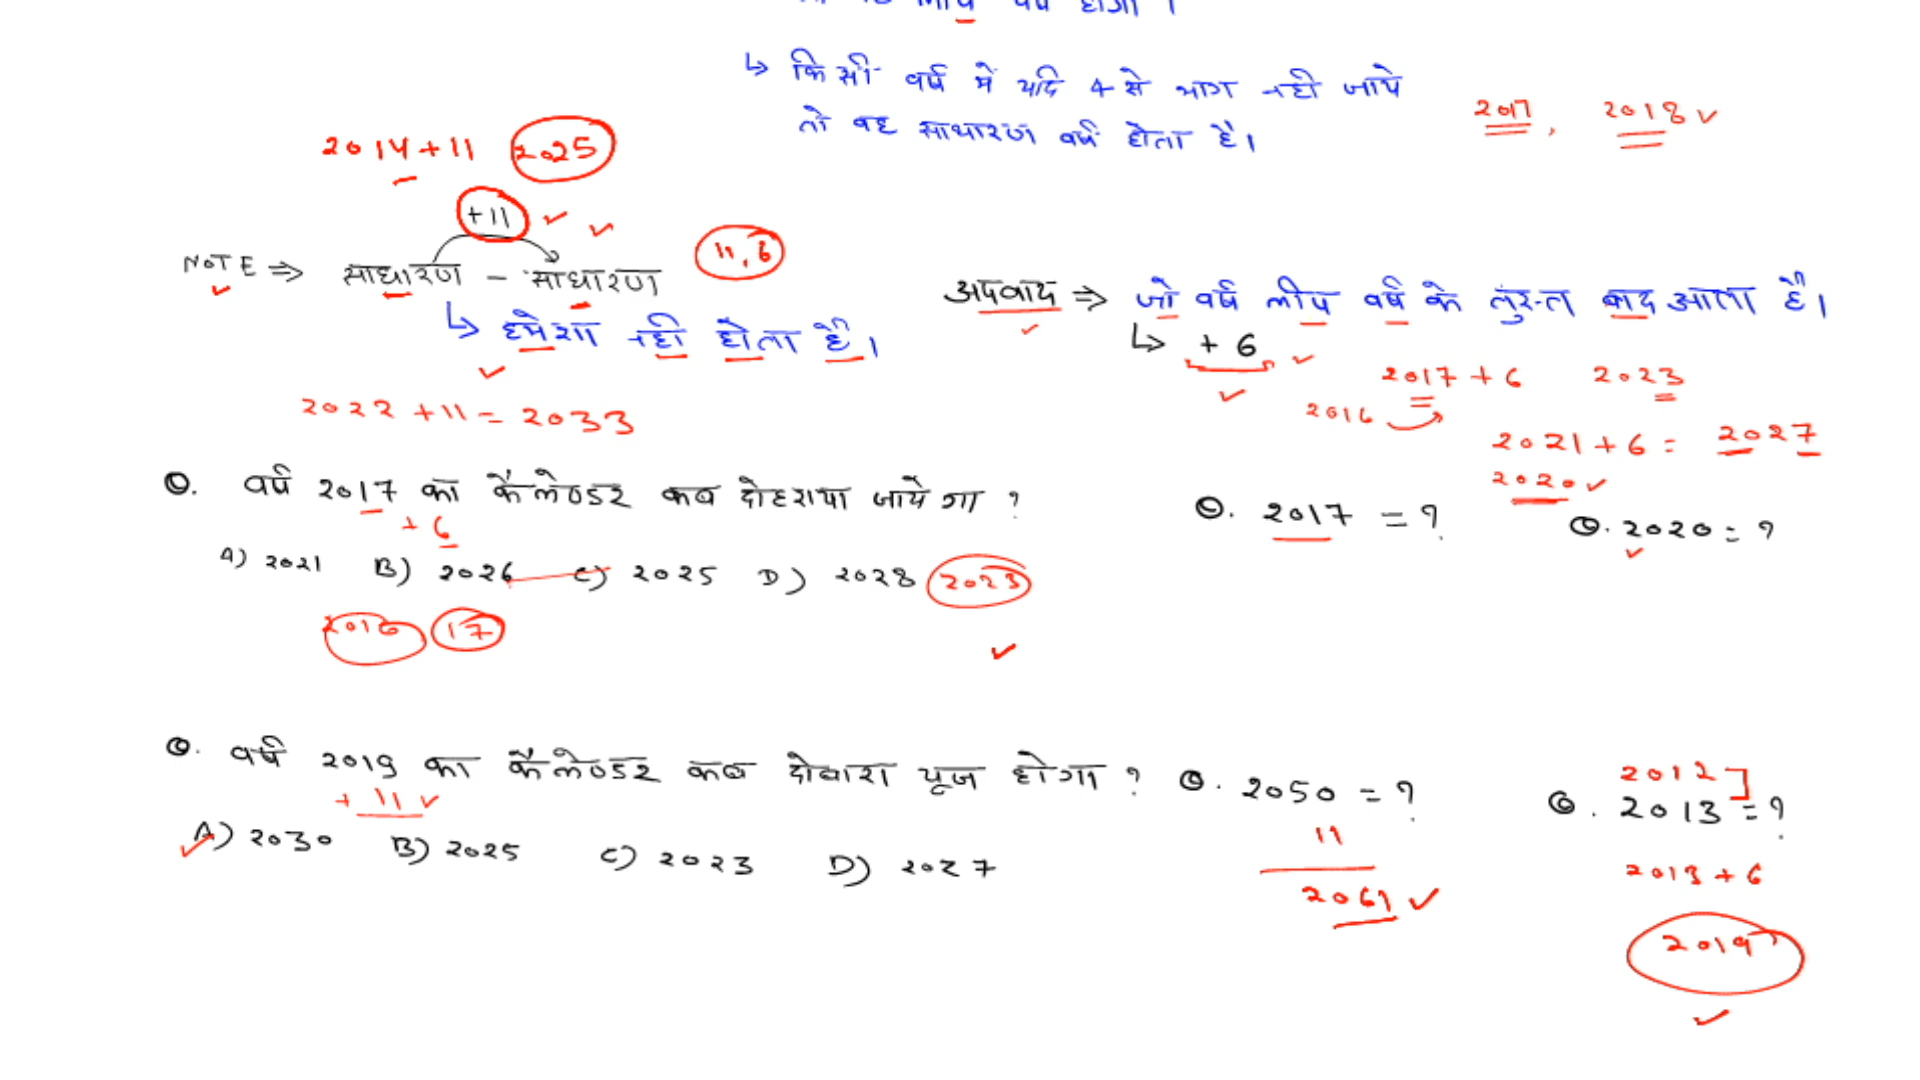 ↳ किसी वर्ष में यदि 4 से भाग नही जाये
तो वह साधारण वर्ष होता है।
2017, 2018 ✓
2014 + 11 2025
+11 ✓ ✓
NOTE ⇒ साधारण – साधारण
11, 6
↳ हमेशा नही होता है।
2022 + 11 = 2033
अपवाद ⇒ जो वर्ष लीप वर्ष के तुरन्त बाद आता है।
↳ + 6 ✓
2017 + 6 2023
2016
2021 + 6 = 2027
2020 ✓
Q. वर्ष 2017 का कैलेण्डर कब दोहराया जाये गा ?
+ 6
A) 2021 B) 2026 C) 2025 D) 2028 2023
2016 17
Q. 2017 = ?
Q. 2020 = ?
Q. वर्ष 2019 का कैलेण्डर कब दोबारा यूज होगा ?
+ 11 ✓
A) 2030 B) 2025 C) 2023 D) 2027
Q. 2050 = ?
11
2061 ✓
2012
Q. 2013 = ?
2013 + 6
2019